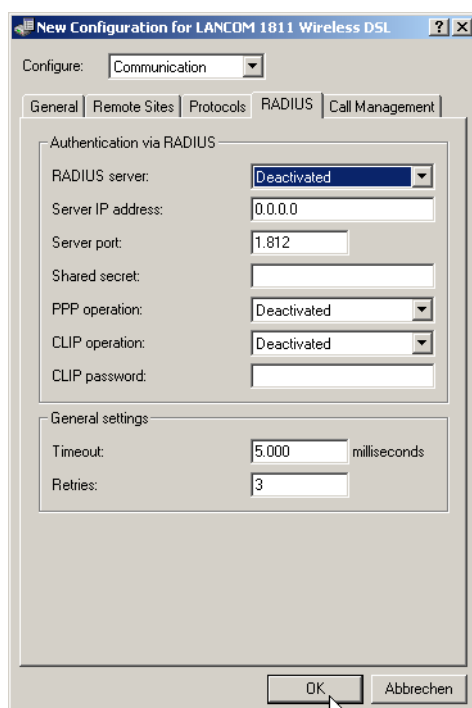 New Configuration for LANCOM 1811 Wireless DSL
Configure: Communication
General Remote Sites Protocols RADIUS Call Management
Authentication via RADIUS
RADIUS server: Deactivated
Server IP address: 0.0.0.0
Server port: 1.812
Shared secret:
PPP operation: Deactivated
CLIP operation: Deactivated
CLIP password:
General settings
Timeout: 5.000 milliseconds
Retries: 3
OK Abbrechen